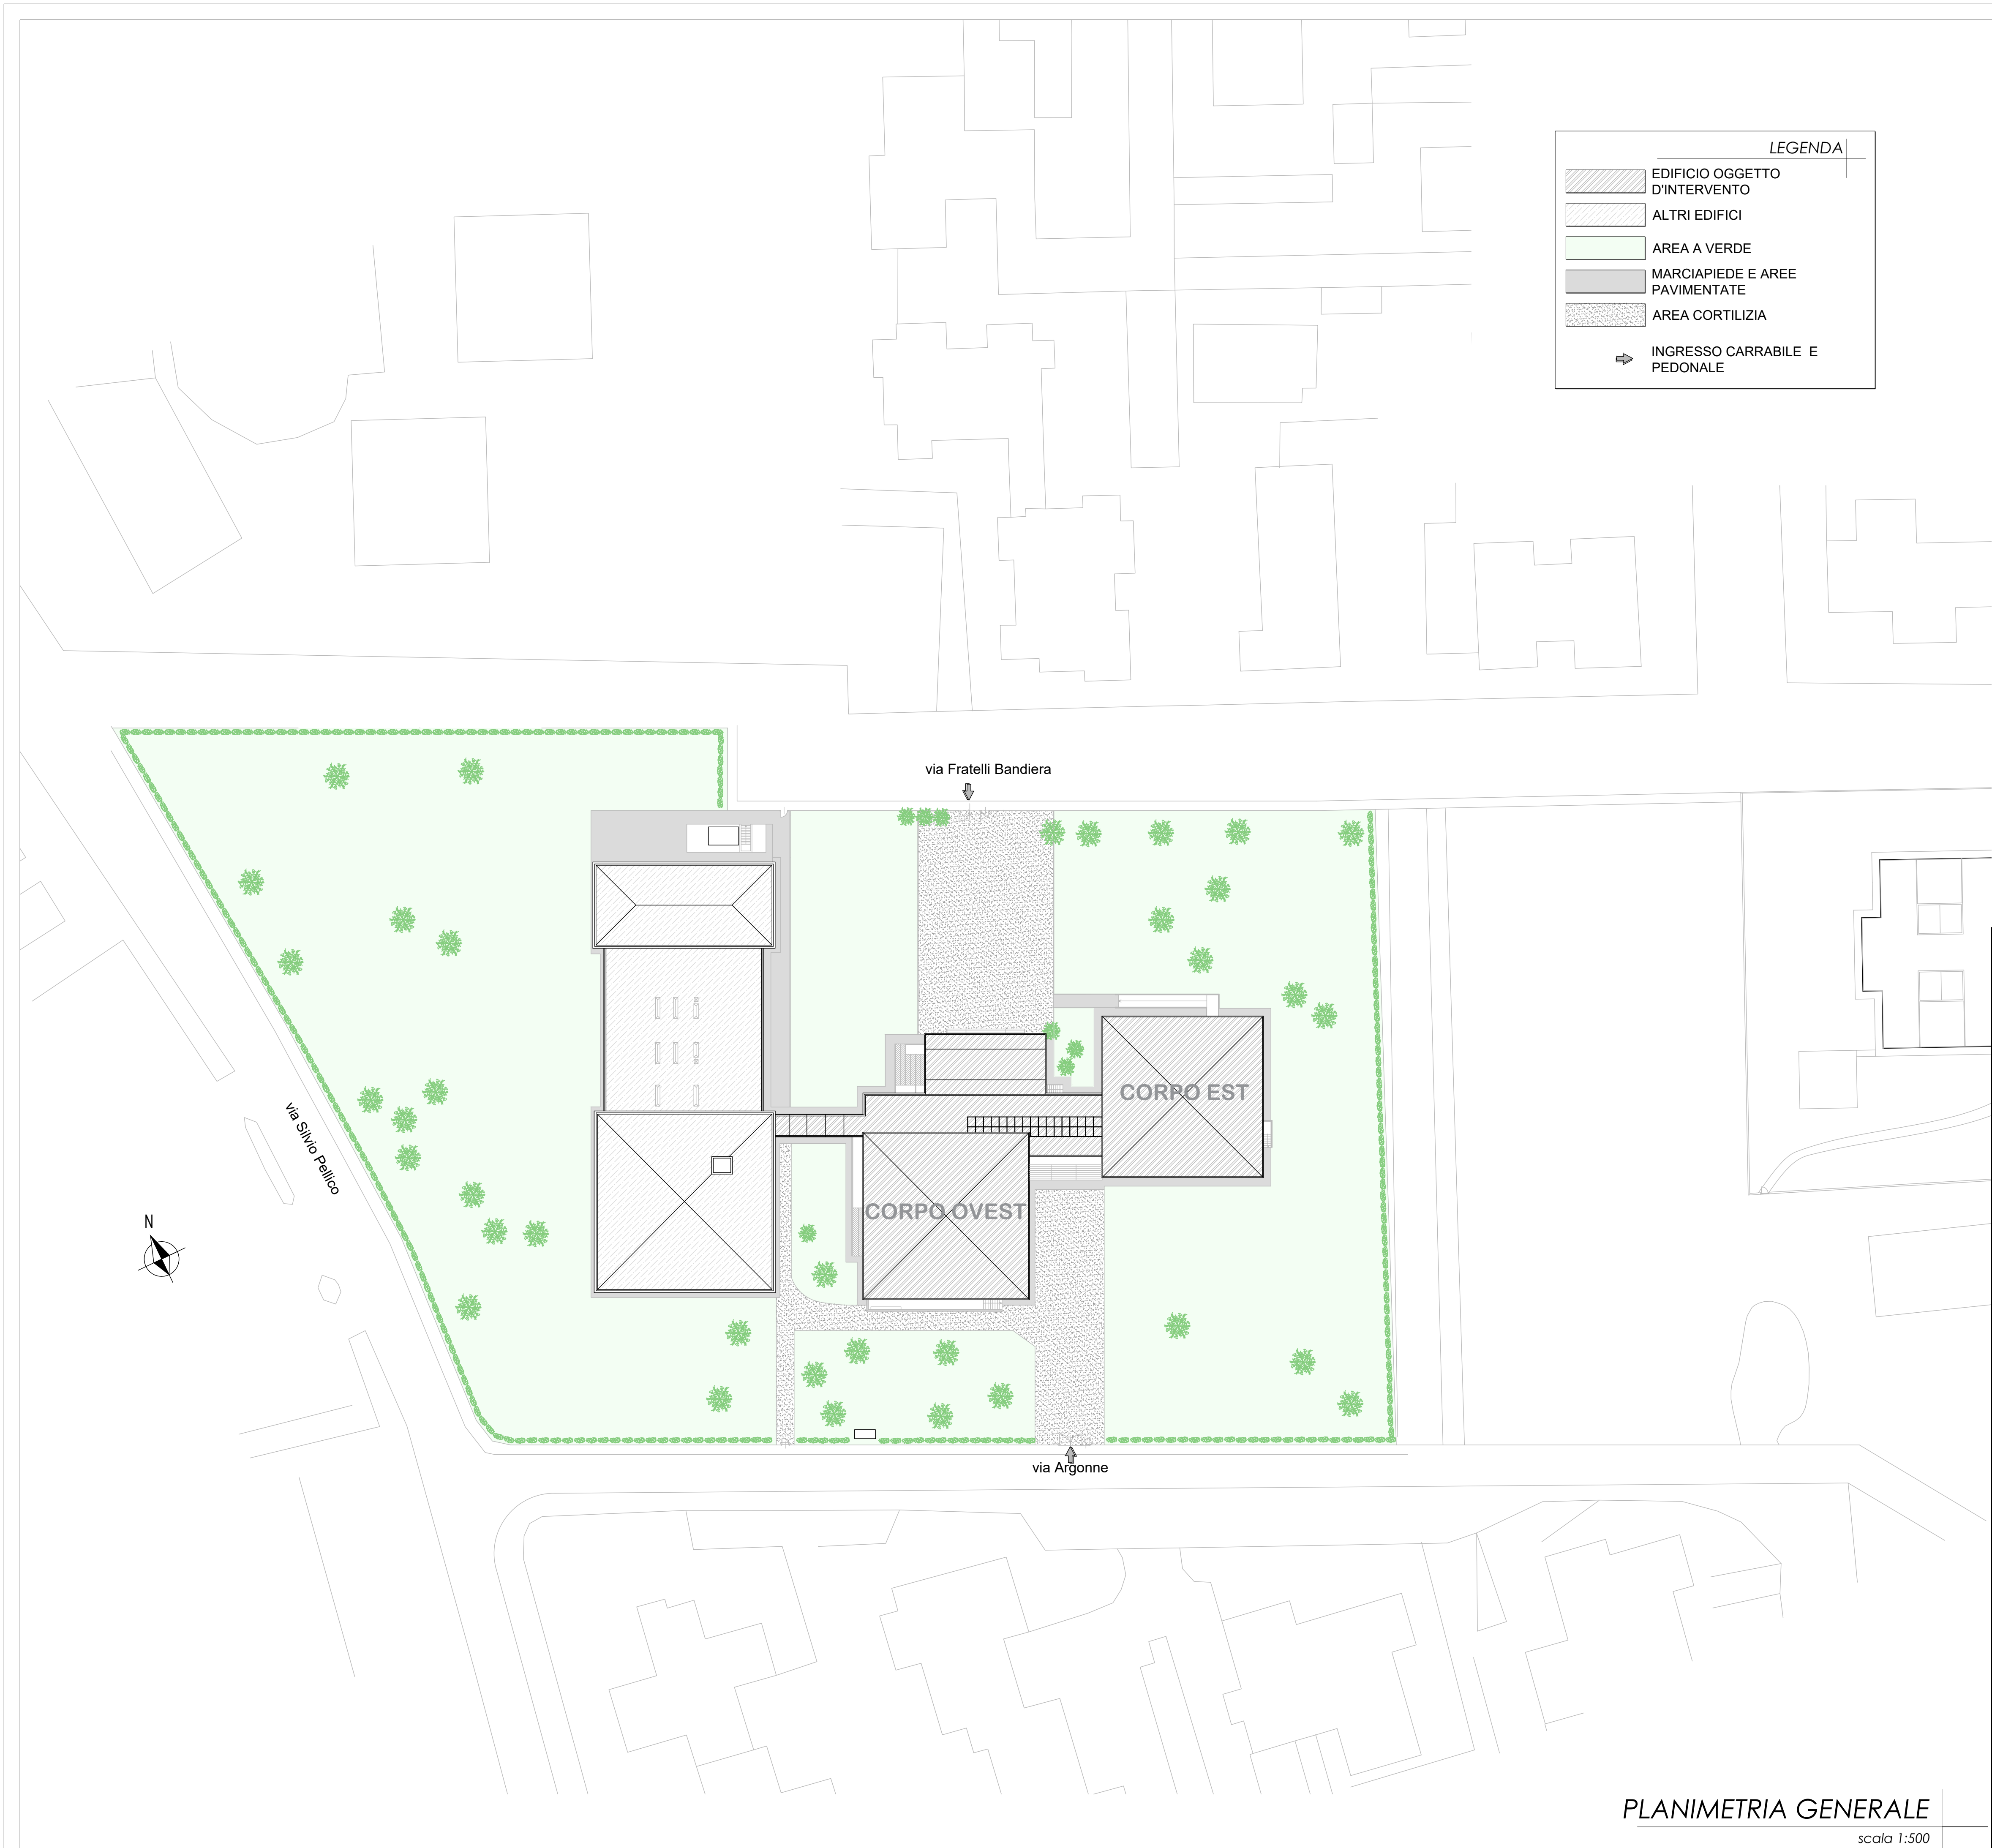 LEGENDA
EDIFICIO OGGETTO
D'INTERVENTO
ALTRI EDIFICI
AREA A VERDE
MARCIAPIEDE E AREE
PAVIMENTATE
AREA CORTILIZIA
INGRESSO CARRABILE E
PEDONALE
via Fratelli Bandiera
CORPO EST
via Silvio Pellico
CORPO OVEST
N
via Argonne
PLANIMETRIA GENERALE
scala 1:500